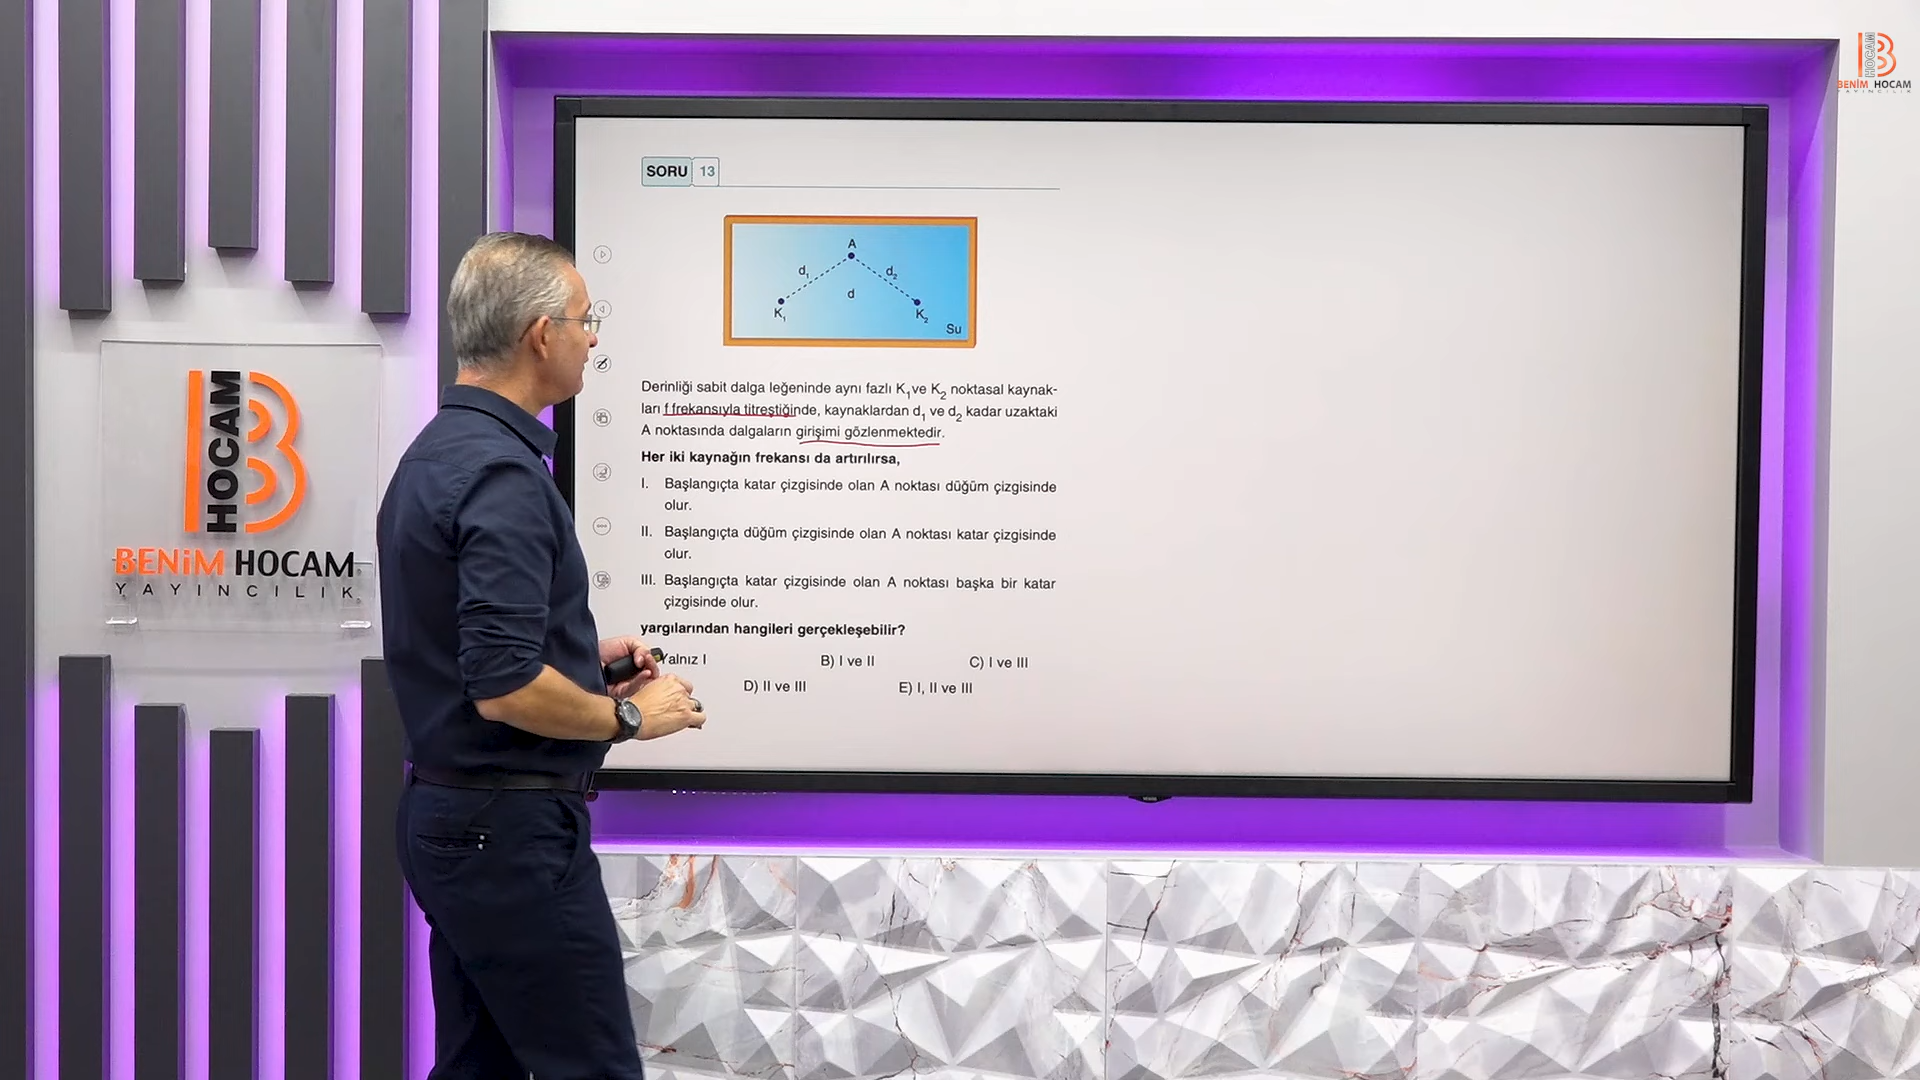 HOCAM
BENİM HOCAM
YAYINCILIK
SORU 13
A
d1
d2
d
K1
K2
Su
Derinliği sabit dalga leğeninde aynı fazlı K1 ve K2 noktasal kaynak-
ları f frekansıyla titreştiğinde, kaynaklardan d1 ve d2 kadar uzaktaki
A noktasında dalgaların girişimi gözlenmektedir.
Her iki kaynağın frekansı da artırılırsa,
I. Başlangıçta katar çizgisinde olan A noktası düğüm çizgisinde
olur.
II. Başlangıçta düğüm çizgisinde olan A noktası katar çizgisinde
olur.
III. Başlangıçta katar çizgisinde olan A noktası başka bir katar
çizgisinde olur.
yargılarından hangileri gerçekleşebilir?
Yalnız I
B) I ve II
C) I ve III
D) II ve III
E) I, II ve III
HOCAM
BENİM HOCAM
YAYINCILIK